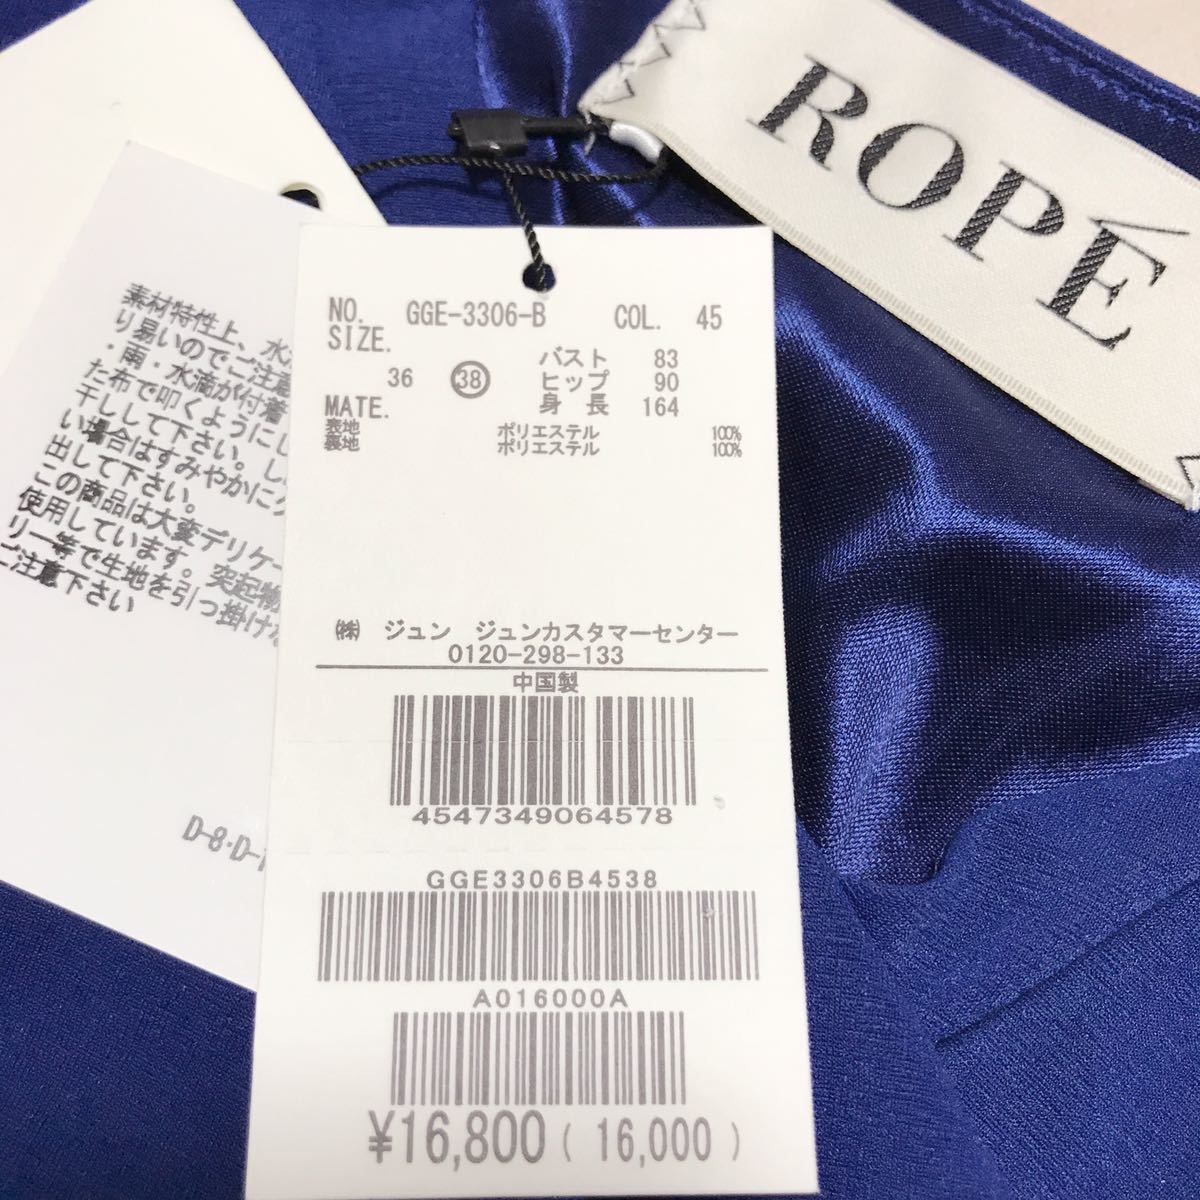 ROPÉ
NO. GGE-3306-B COL. 45
SIZE.
36 38
バスト 83
ヒップ 90
身長 164
MATE.
表地 ポリエステル 100%
裏地 ポリエステル 100%
㈱ ジュン ジュンカスタマーセンター
0120-298-133
中国製
4547349064578
GGE3306B4538
A016000A
¥16,800 ( 16,000 )
素材特性上、水
り易いのでご注意
・雨・水滴が付着
た布で叩くようにし
干しして下さい。し
い場合はすみやかにク
出して下さい。
この商品は大変デリケー
使用しています。突起物
リー等で生地を引っ掛けな
ご注意下さい
D-8・D-1